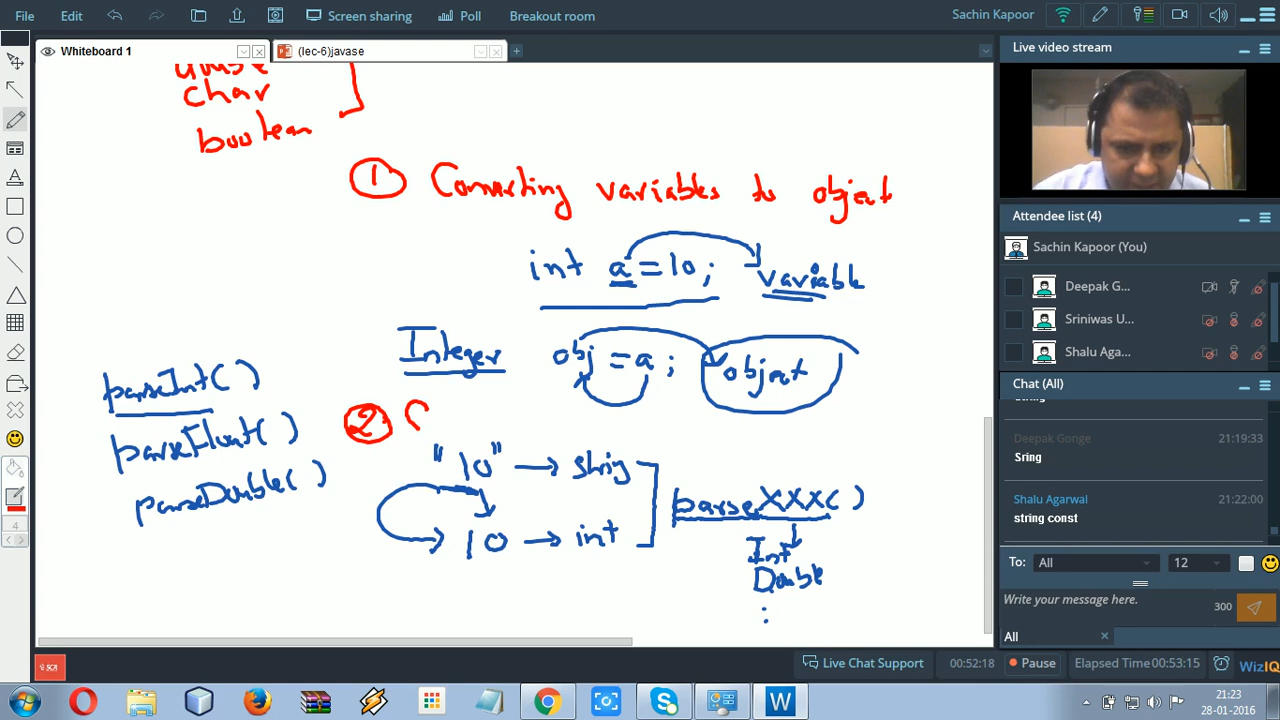 File Edit Screen sharing Poll Breakout room Sachin Kapoor
Whiteboard 1 (lec-6)javase
Live video stream
char
boolean
1 Converting variables to object
int a = 10; variable
Integer obj = a; object
parseInt( )
parseFloat( )
parseDouble( )
2
"10" → string
10 → int
parseXXX( )
Int
Double
:
Attendee list (4)
Sachin Kapoor (You)
Deepak G...
Sriniwas U...
Shalu Aga...
Chat (All)
Deepak Gonge 21:19:33
Sring
Shalu Agarwal 21:22:00
string const
To: All 12
Write your message here. 300
All
Live Chat Support 00:52:18 Pause Elapsed Time 00:53:15 WizIQ
21:23
28-01-2016